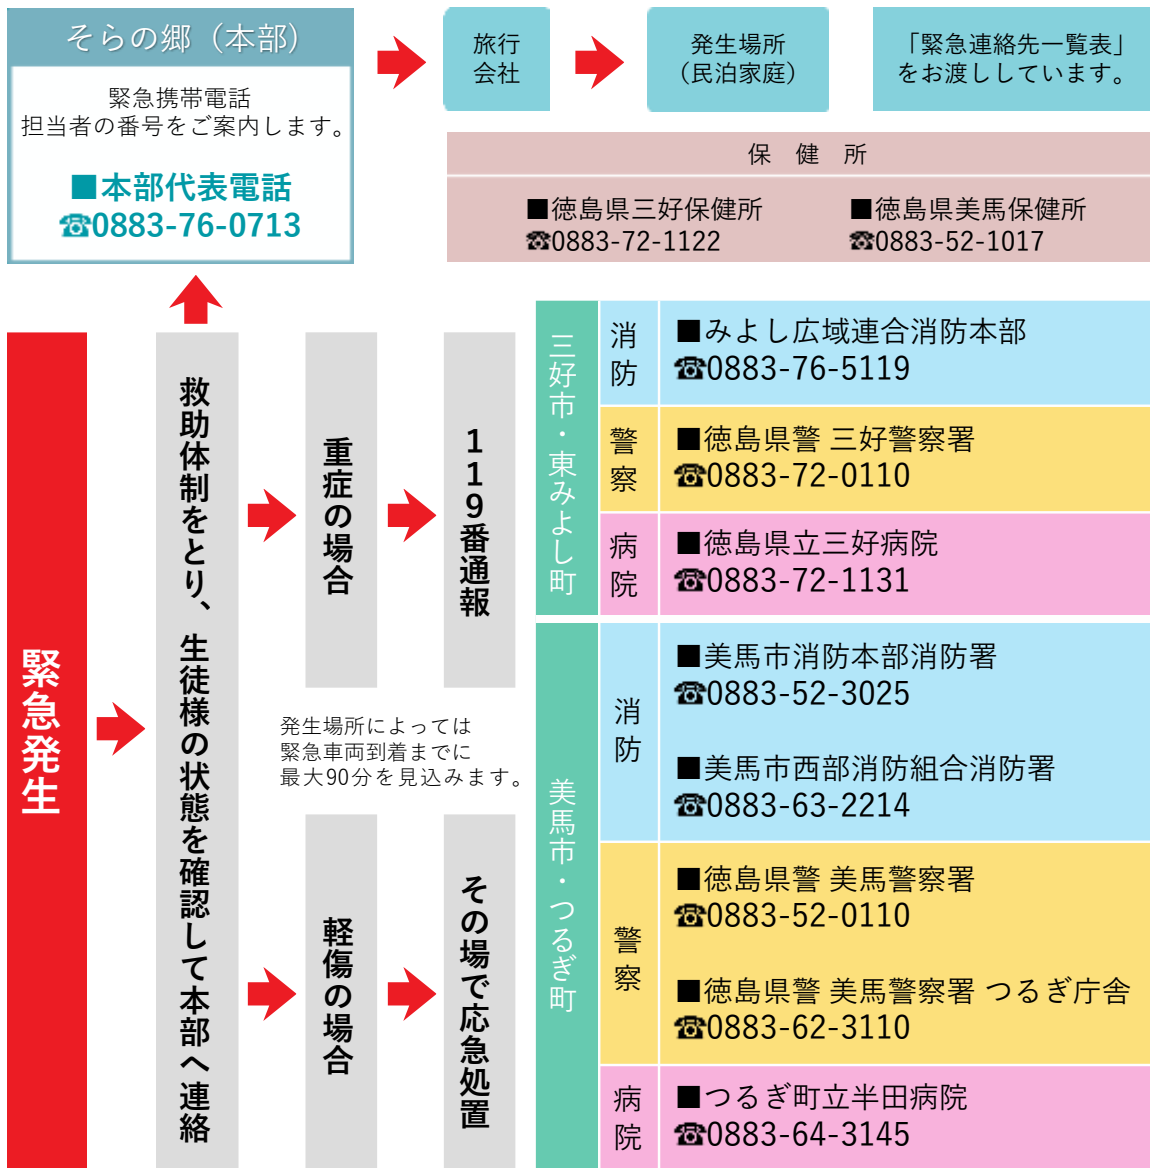 そらの郷（本部）
緊急携帯電話
担当者の番号をご案内します。
■本部代表電話
☎0883-76-0713
旅行
会社
発生場所
（民泊家庭）
「緊急連絡先一覧表」
をお渡ししています。
保　健　所
■徳島県三好保健所
☎0883-72-1122
■徳島県美馬保健所
☎0883-52-1017
緊急発生
救助体制をとり、生徒様の状態を確認して本部へ連絡
重症の場合
119番通報
発生場所によっては
緊急車両到着までに
最大90分を見込みます。
軽傷の場合
その場で応急処置
三好市・東みよし町
消防
■みよし広域連合消防本部
☎0883-76-5119
警察
■徳島県警 三好警察署
☎0883-72-0110
病院
■徳島県立三好病院
☎0883-72-1131
美馬市・つるぎ町
消防
■美馬市消防本部消防署
☎0883-52-3025
■美馬市西部消防組合消防署
☎0883-63-2214
警察
■徳島県警 美馬警察署
☎0883-52-0110
■徳島県警 美馬警察署 つるぎ庁舎
☎0883-62-3110
病院
■つるぎ町立半田病院
☎0883-64-3145